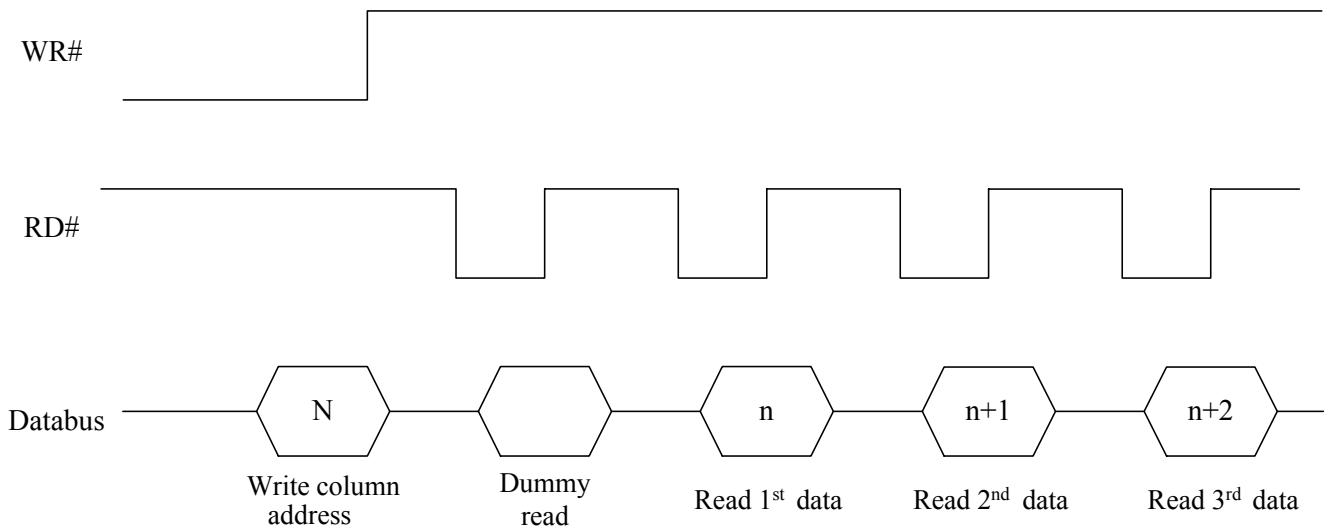 WR#
RD#
Databus
N
n
n+1
n+2
Write column
address
Dummy
read
Read 1st data
Read 2nd data
Read 3rd data